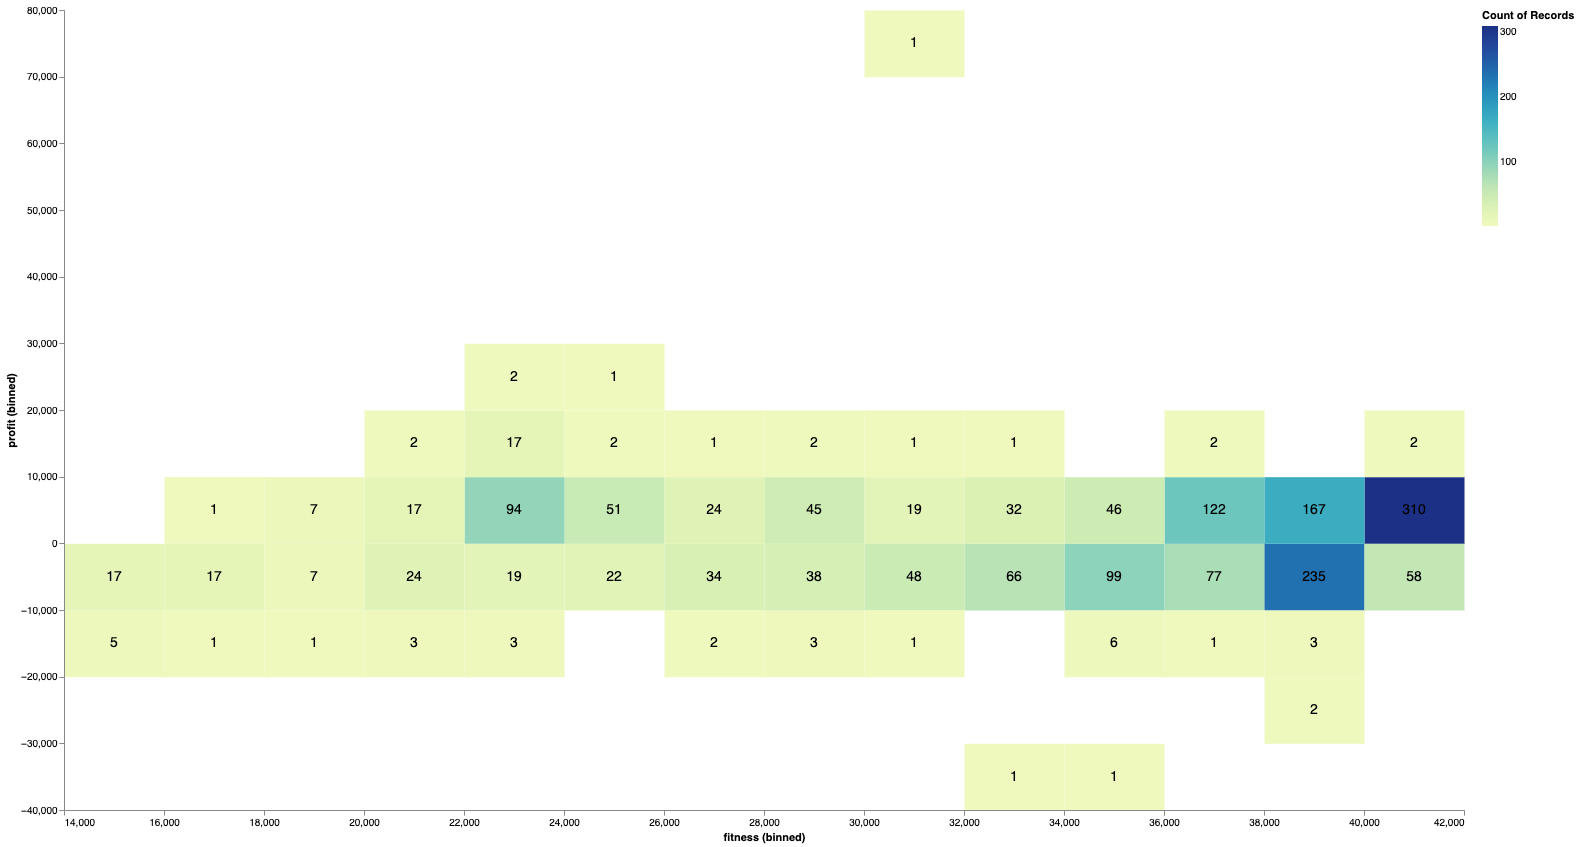 Count of Records
300
200
100
profit (binned)
80,000
70,000
60,000
50,000
40,000
30,000
20,000
10,000
0
−10,000
−20,000
−30,000
−40,000
1
2 1
2 17 2 1 2 1 1 2 2
1 7 17 94 51 24 45 19 32 46 122 167 310
17 17 7 24 19 22 34 38 48 66 99 77 235 58
5 1 1 3 3 2 3 1 6 1 3
2
1 1
14,000 16,000 18,000 20,000 22,000 24,000 26,000 28,000 30,000 32,000 34,000 36,000 38,000 40,000 42,000
fitness (binned)